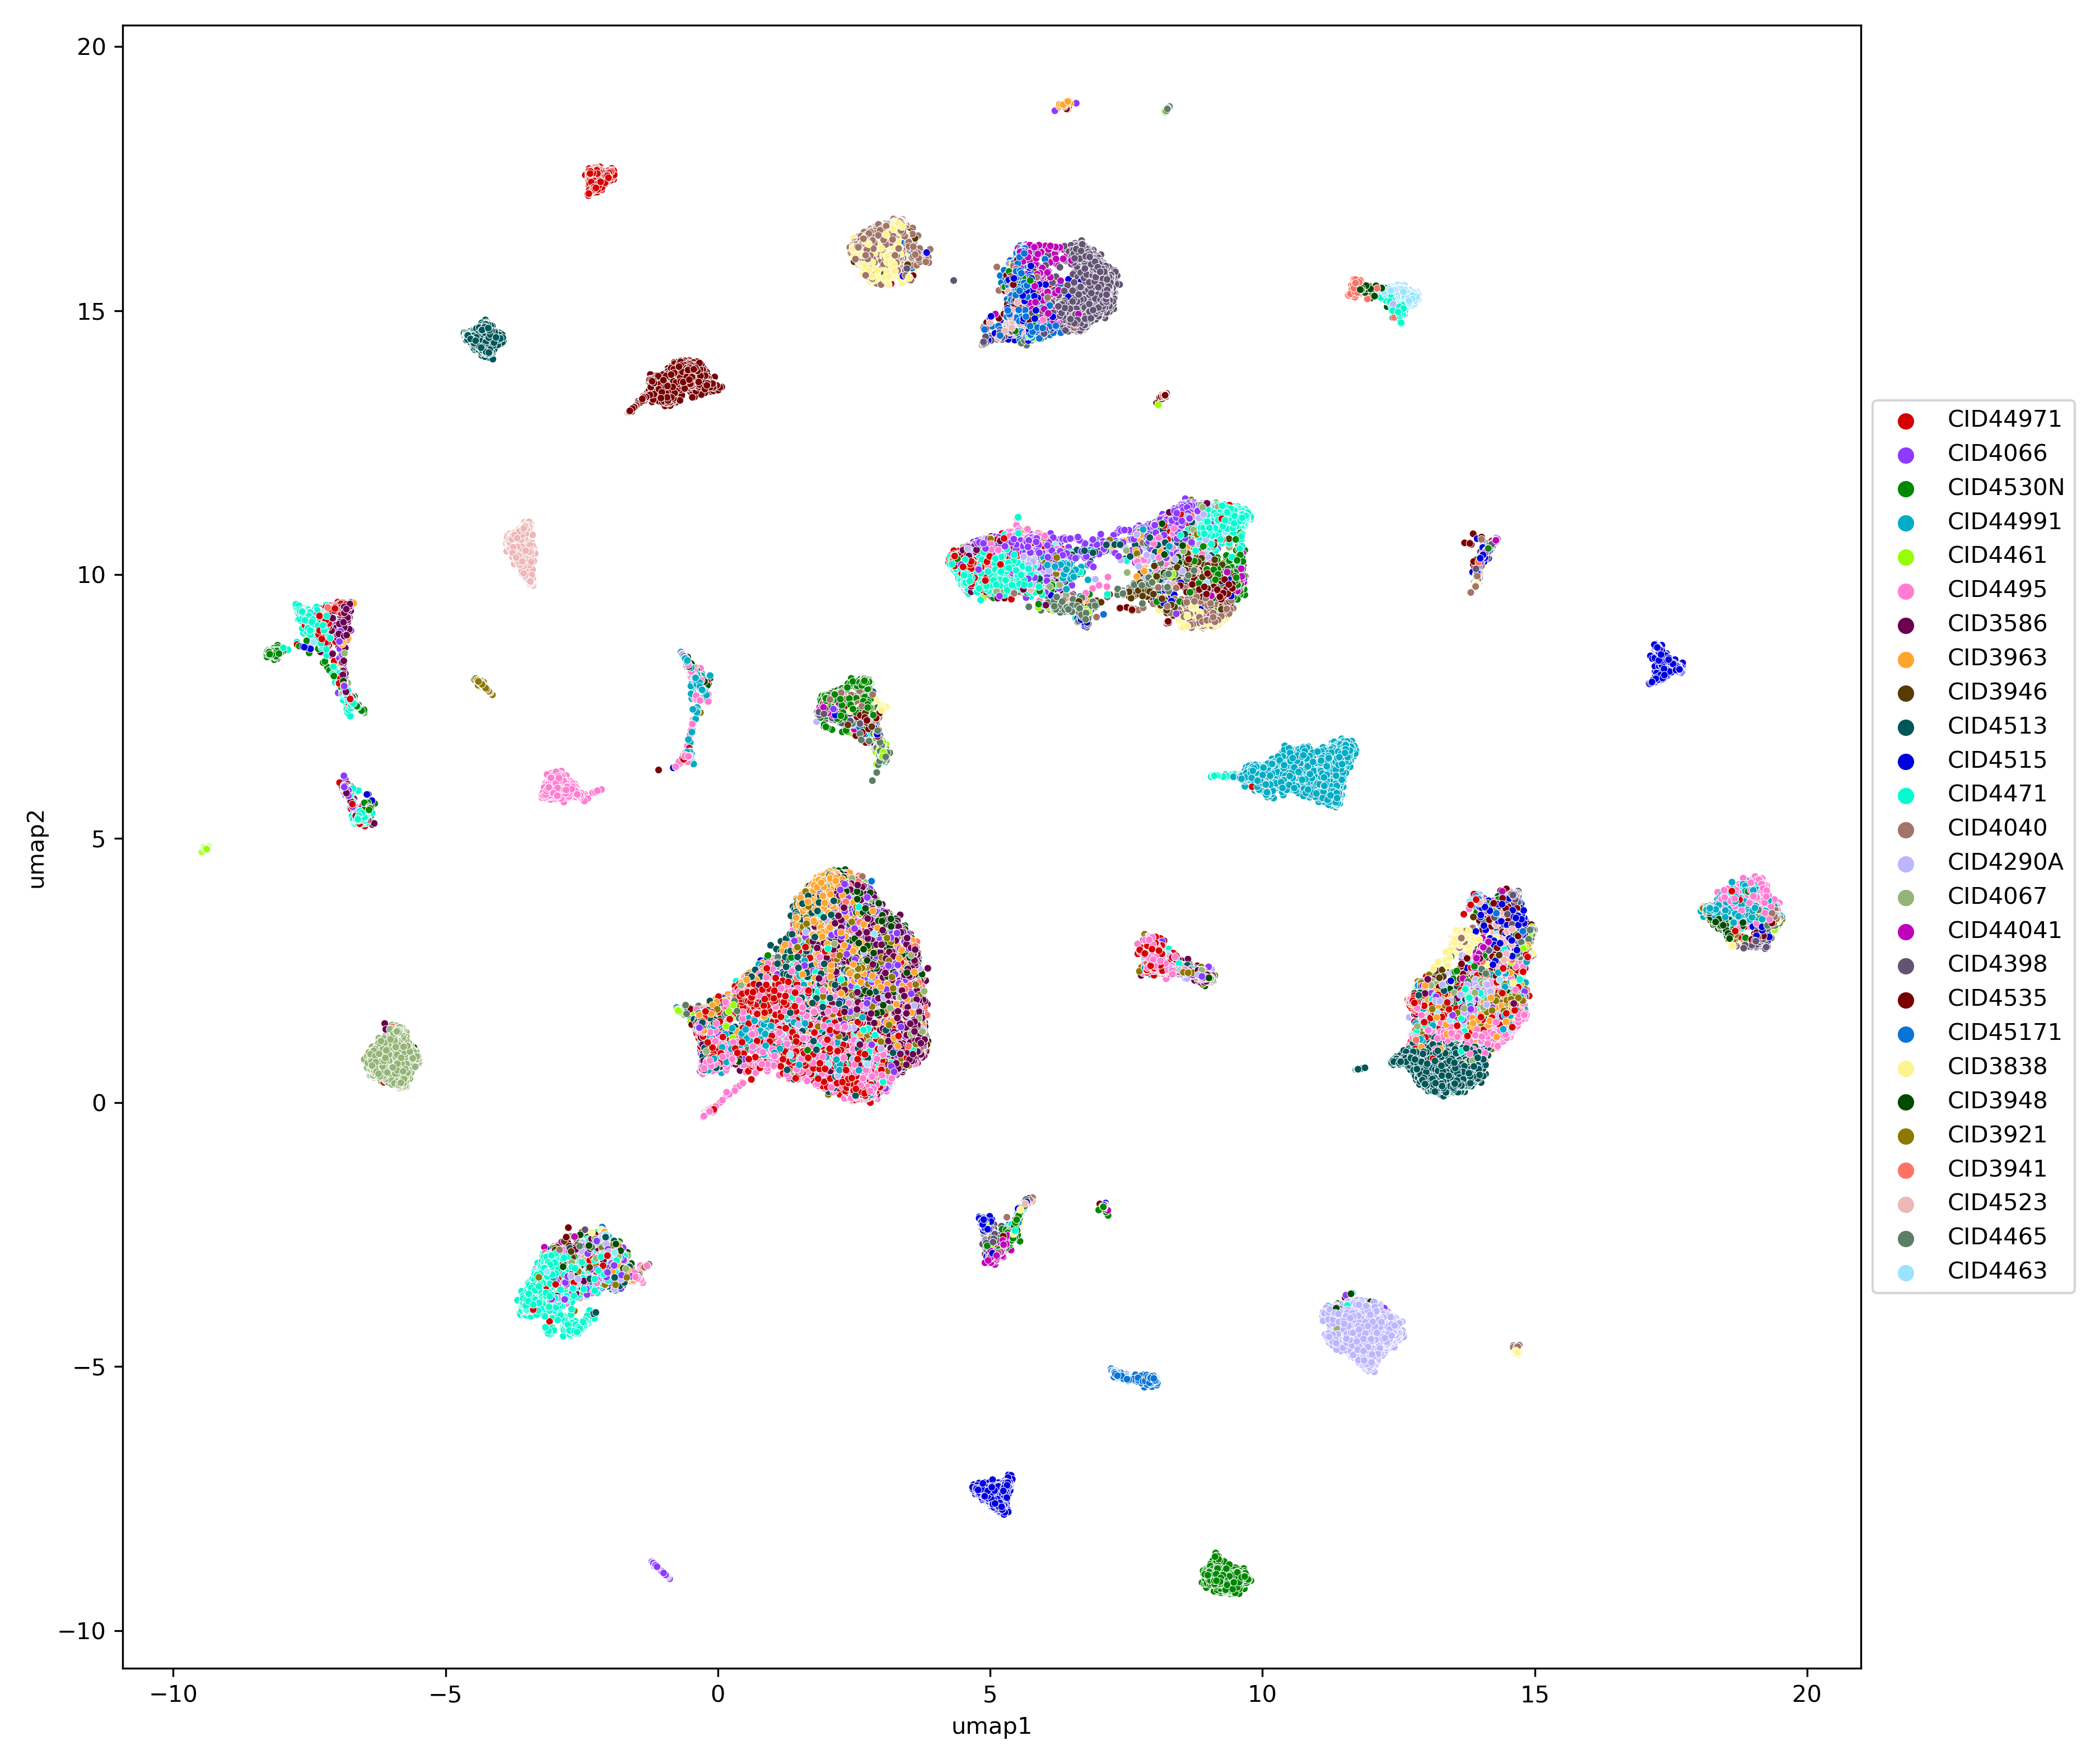 20
15
10
5
0
−5
−10
umap2
−10
−5
0
5
10
15
20
umap1
CID44971
CID4066
CID4530N
CID44991
CID4461
CID4495
CID3586
CID3963
CID3946
CID4513
CID4515
CID4471
CID4040
CID4290A
CID4067
CID44041
CID4398
CID4535
CID45171
CID3838
CID3948
CID3921
CID3941
CID4523
CID4465
CID4463